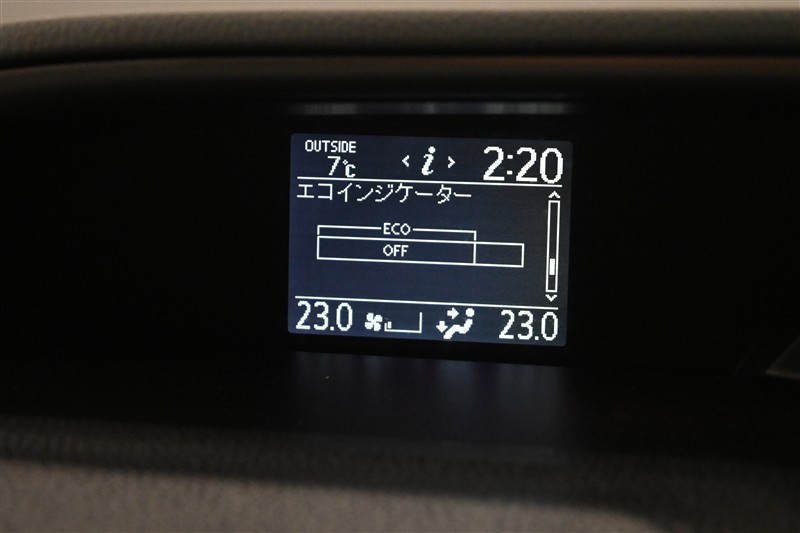 OUTSIDE
7℃ < i > 2:20
エコインジケーター
ECO
OFF
23.0 23.0